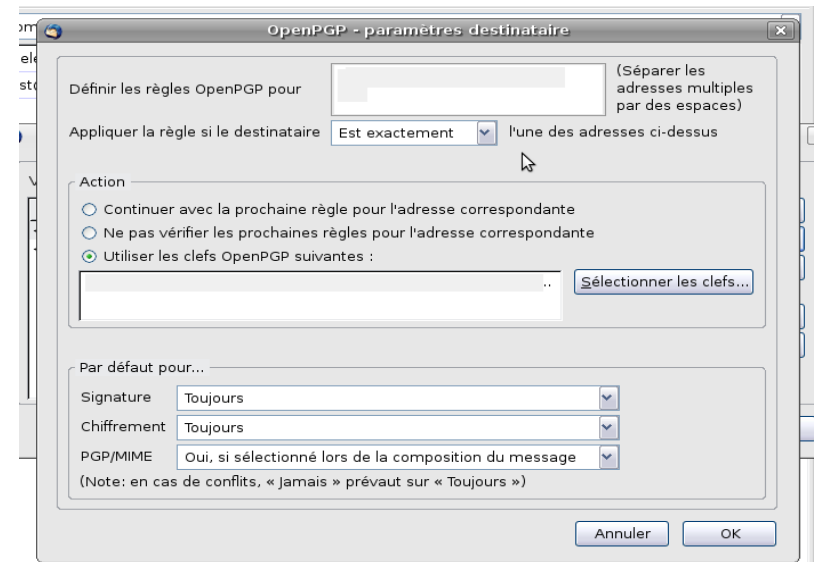 OpenPGP - paramètres destinataire
Définir les règles OpenPGP pour
(Séparer les
adresses multiples
par des espaces)
Appliquer la règle si le destinataire Est exactement l'une des adresses ci-dessus
Action
Continuer avec la prochaine règle pour l'adresse correspondante
Ne pas vérifier les prochaines règles pour l'adresse correspondante
Utiliser les clefs OpenPGP suivantes :
.. Sélectionner les clefs...
Par défaut pour...
Signature Toujours
Chiffrement Toujours
PGP/MIME Oui, si sélectionné lors de la composition du message
(Note: en cas de conflits, « Jamais » prévaut sur « Toujours »)
Annuler OK